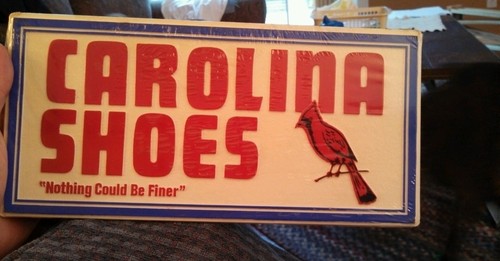 CAROLINA
SHOES
"Nothing Could Be Finer"